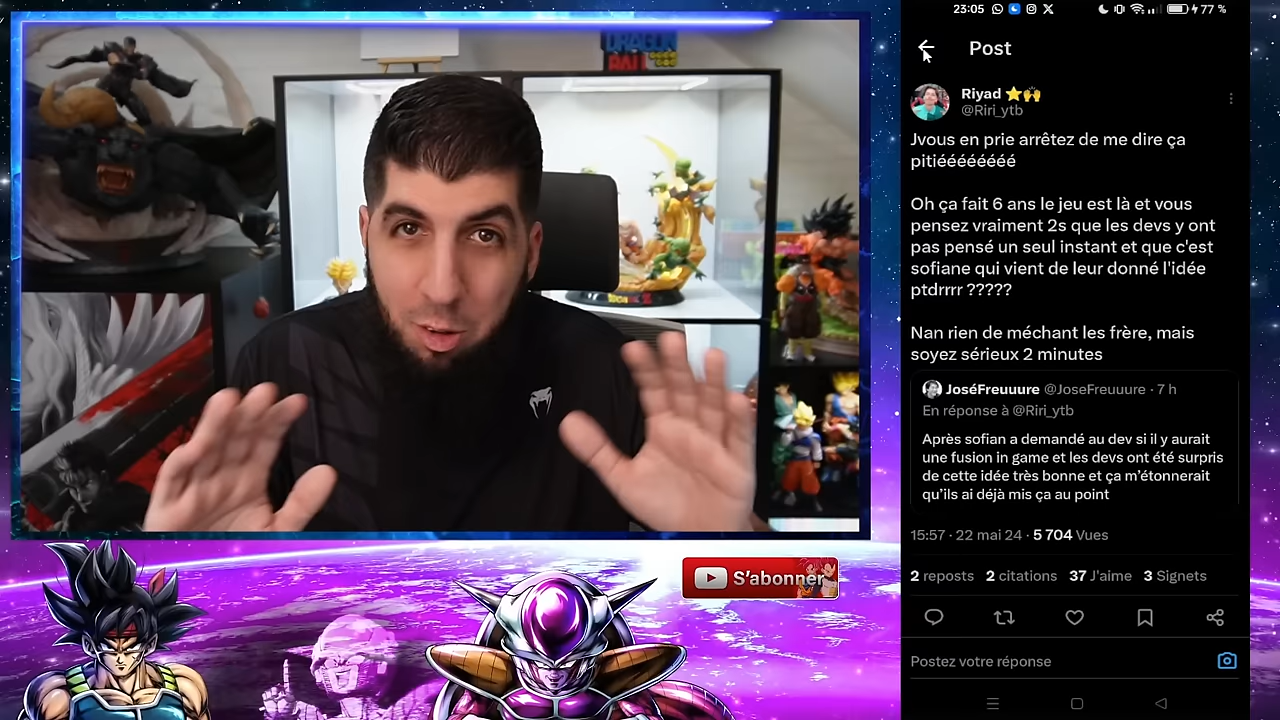 DRAGON
BALL
S'abonner
23:05
77 %
Post
Riyad
@Riri_ytb
Jvous en prie arrêtez de me dire ça
pitiéééééééé
Oh ça fait 6 ans le jeu est là et vous
pensez vraiment 2s que les devs y ont
pas pensé un seul instant et que c'est
sofiane qui vient de leur donné l'idée
ptdrrr ?????
Nan rien de méchant les frère, mais
soyez sérieux 2 minutes
JoséFreuuure @JoseFreuuure · 7 h
En réponse à @Riri_ytb
Après sofian a demandé au dev si il y aurait
une fusion in game et les devs ont été surpris
de cette idée très bonne et ça m'étonnerait
qu'ils ai déjà mis ça au point
15:57 · 22 mai 24 · 5 704 Vues
2 reposts 2 citations 37 J'aime 3 Signets
Postez votre réponse